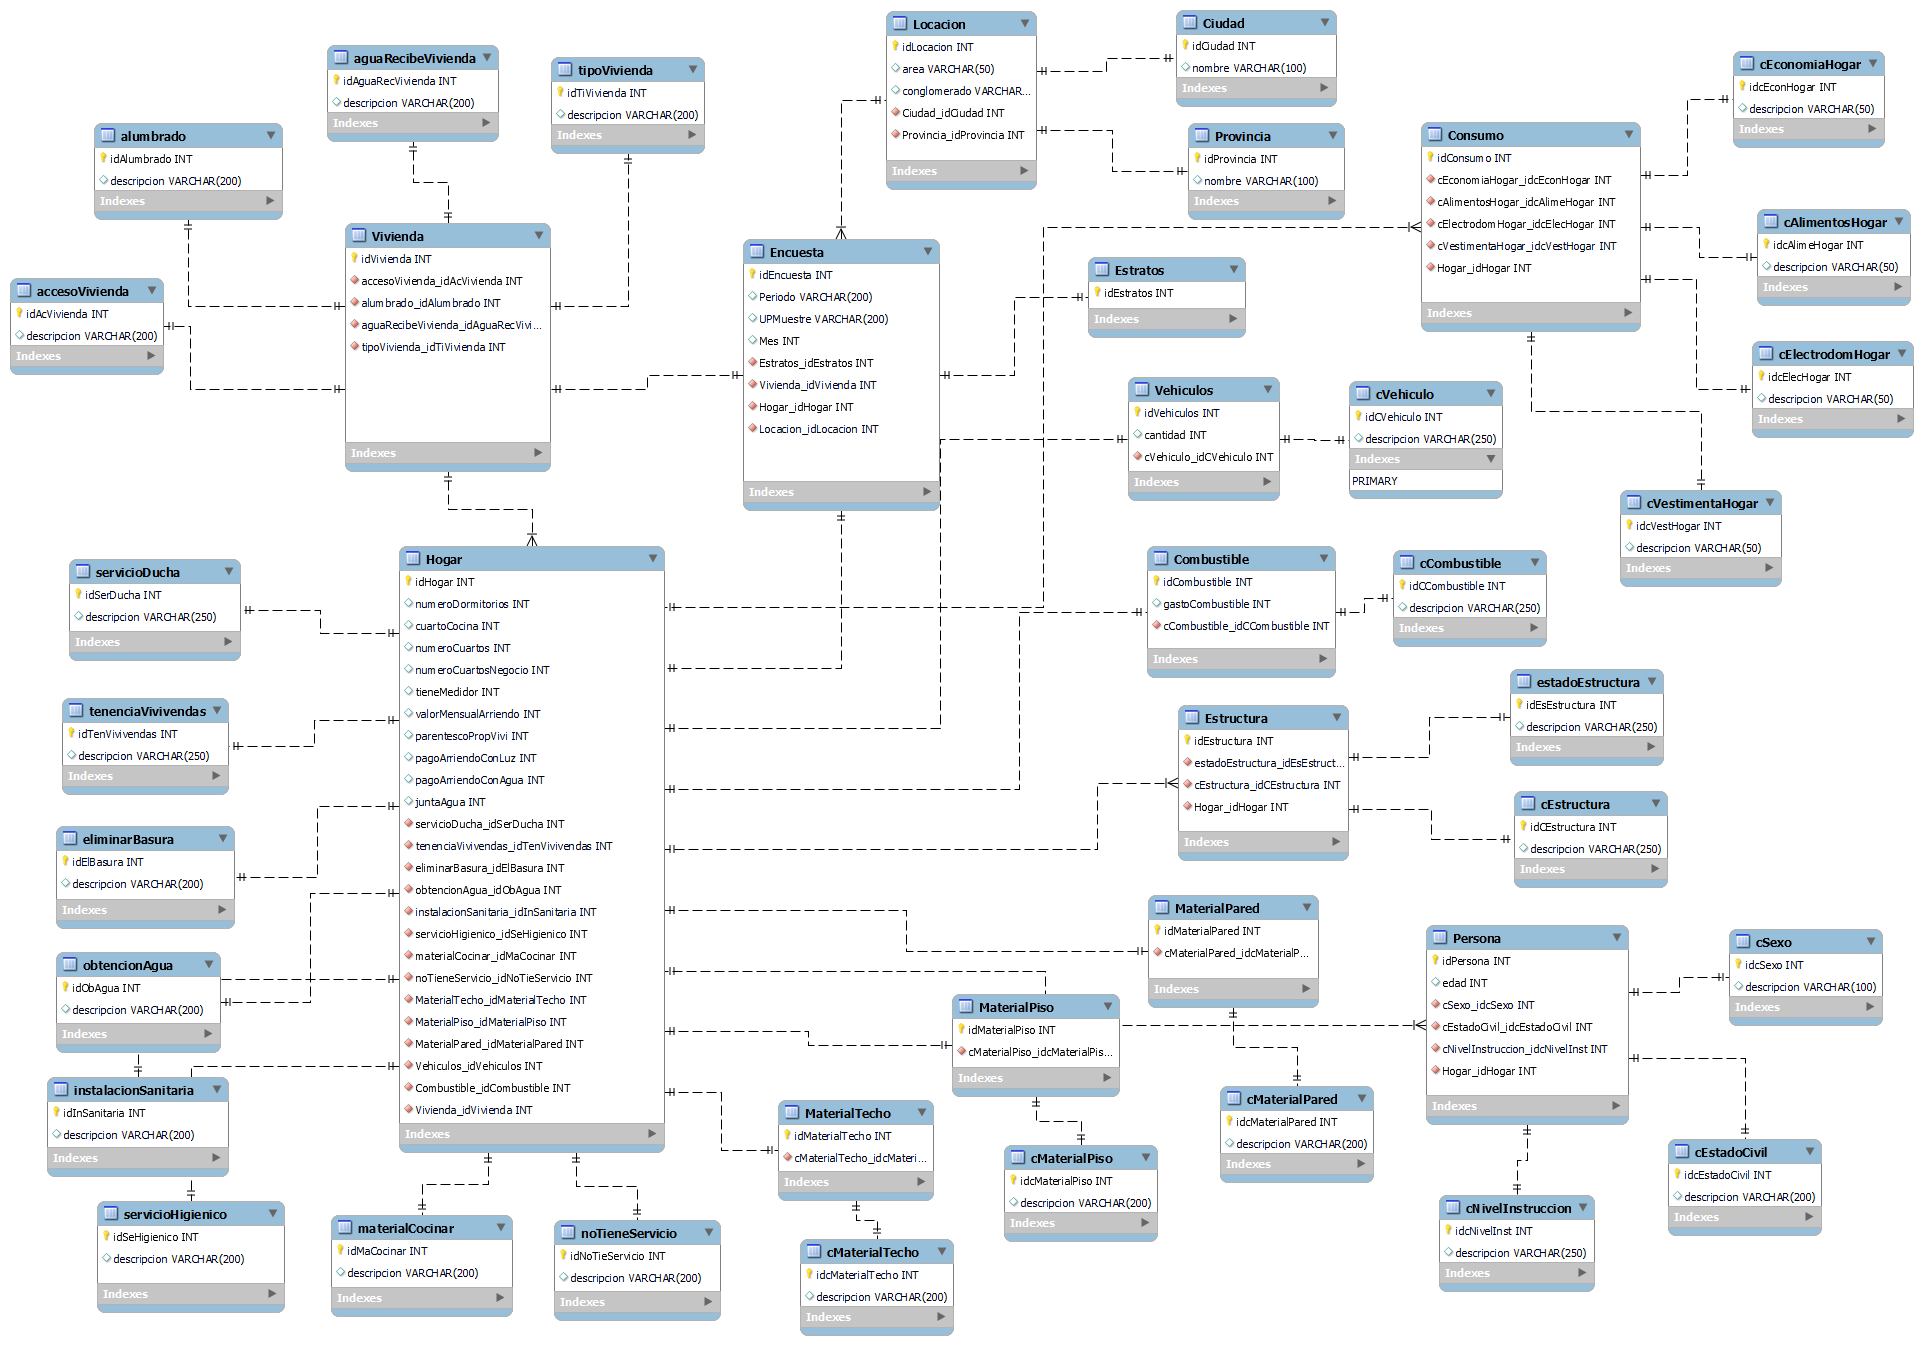 aguaRecibeVivienda
idAguaRecVivienda INT
descripcion VARCHAR(200)
Indexes
tipoVivienda
idTiVivienda INT
descripcion VARCHAR(200)
Indexes
alumbrado
idAlumbrado INT
descripcion VARCHAR(200)
Indexes
accesoVivienda
idAcVivienda INT
descripcion VARCHAR(200)
Indexes
Vivienda
idVivienda INT
accesoVivienda_idAcVivienda INT
alumbrado_idAlumbrado INT
aguaRecibeVivienda_idAguaRecVivi...
tipoVivienda_idTiVivienda INT
Indexes
Locacion
idLocacion INT
area VARCHAR(50)
conglomerado VARCHAR...
Ciudad_idCiudad INT
Provincia_idProvincia INT
Indexes
Ciudad
idCiudad INT
nombre VARCHAR(100)
Indexes
Provincia
idProvincia INT
nombre VARCHAR(100)
Indexes
Encuesta
idEncuesta INT
Periodo VARCHAR(200)
UPMuestre VARCHAR(200)
Mes INT
Estratos_idEstratos INT
Vivienda_idVivienda INT
Hogar_idHogar INT
Locacion_idLocacion INT
Indexes
Estratos
idEstratos INT
Indexes
Consumo
idConsumo INT
cEconomiaHogar_idcEconHogar INT
cAlimentosHogar_idcAlimeHogar INT
cElectrodomHogar_idcElecHogar INT
cVestimentaHogar_idcVestHogar INT
Hogar_idHogar INT
Indexes
cEconomiaHogar
idcEconHogar INT
descripcion VARCHAR(50)
Indexes
cAlimentosHogar
idcAlimeHogar INT
descripcion VARCHAR(50)
Indexes
cElectrodomHogar
idcElecHogar INT
descripcion VARCHAR(50)
Indexes
cVestimentaHogar
idcVestHogar INT
descripcion VARCHAR(50)
Indexes
Vehiculos
idVehiculos INT
cantidad INT
cVehiculo_idCVehiculo INT
Indexes
cVehiculo
idCVehiculo INT
descripcion VARCHAR(250)
Indexes
PRIMARY
Hogar
idHogar INT
numeroDormitorios INT
cuartoCocina INT
numeroCuartos INT
numeroCuartosNegocio INT
tieneMedidor INT
valorMensualArriendo INT
parentescoPropVivi INT
pagoArriendoConLuz INT
pagoArriendoConAgua INT
juntaAgua INT
servicioDucha_idSerDucha INT
tenenciaVivivendas_idTenVivivendas INT
eliminarBasura_idElBasura INT
obtencionAgua_idObAgua INT
instalacionSanitaria_idInSanitaria INT
servicioHigienico_idSeHigienico INT
materialCocinar_idMaCocinar INT
noTieneServicio_idNoTieServicio INT
MaterialTecho_idMaterialTecho INT
MaterialPiso_idMaterialPiso INT
MaterialPared_idMaterialPared INT
Vehiculos_idVehiculos INT
Combustible_idCombustible INT
Vivienda_idVivienda INT
Indexes
servicioDucha
idSerDucha INT
descripcion VARCHAR(250)
Indexes
tenenciaVivivendas
idTenVivivendas INT
descripcion VARCHAR(250)
Indexes
eliminarBasura
idElBasura INT
descripcion VARCHAR(200)
Indexes
obtencionAgua
idObAgua INT
descripcion VARCHAR(200)
Indexes
instalacionSanitaria
idInSanitaria INT
descripcion VARCHAR(200)
Indexes
servicioHigienico
idSeHigienico INT
descripcion VARCHAR(200)
Indexes
materialCocinar
idMaCocinar INT
descripcion VARCHAR(200)
Indexes
noTieneServicio
idNoTieServicio INT
descripcion VARCHAR(200)
Indexes
Combustible
idCombustible INT
gastoCombustible INT
cCombustible_idCCombustible INT
Indexes
cCombustible
idCCombustible INT
descripcion VARCHAR(250)
Indexes
Estructura
idEstructura INT
estadoEstructura_idEsEstruct...
cEstructura_idCEstructura INT
Hogar_idHogar INT
Indexes
estadoEstructura
idEsEstructura INT
descripcion VARCHAR(250)
Indexes
cEstructura
idCEstructura INT
descripcion VARCHAR(250)
Indexes
MaterialPared
idMaterialPared INT
cMaterialPared_idcMaterialP...
Indexes
MaterialPiso
idMaterialPiso INT
cMaterialPiso_idcMaterialPis...
Indexes
MaterialTecho
idMaterialTecho INT
cMaterialTecho_idcMateri...
Indexes
cMaterialPared
idcMaterialPared INT
descripcion VARCHAR(200)
Indexes
cMaterialPiso
idcMaterialPiso INT
descripcion VARCHAR(200)
Indexes
cMaterialTecho
idcMaterialTecho INT
descripcion VARCHAR(200)
Indexes
Persona
idPersona INT
edad INT
cSexo_idcSexo INT
cEstadoCivil_idcEstadoCivil INT
cNivelInstruccion_idcNivelInst INT
Hogar_idHogar INT
Indexes
cSexo
idcSexo INT
descripcion VARCHAR(100)
Indexes
cEstadoCivil
idcEstadoCivil INT
descripcion VARCHAR(200)
Indexes
cNivelInstruccion
idcNivelInst INT
descripcion VARCHAR(250)
Indexes